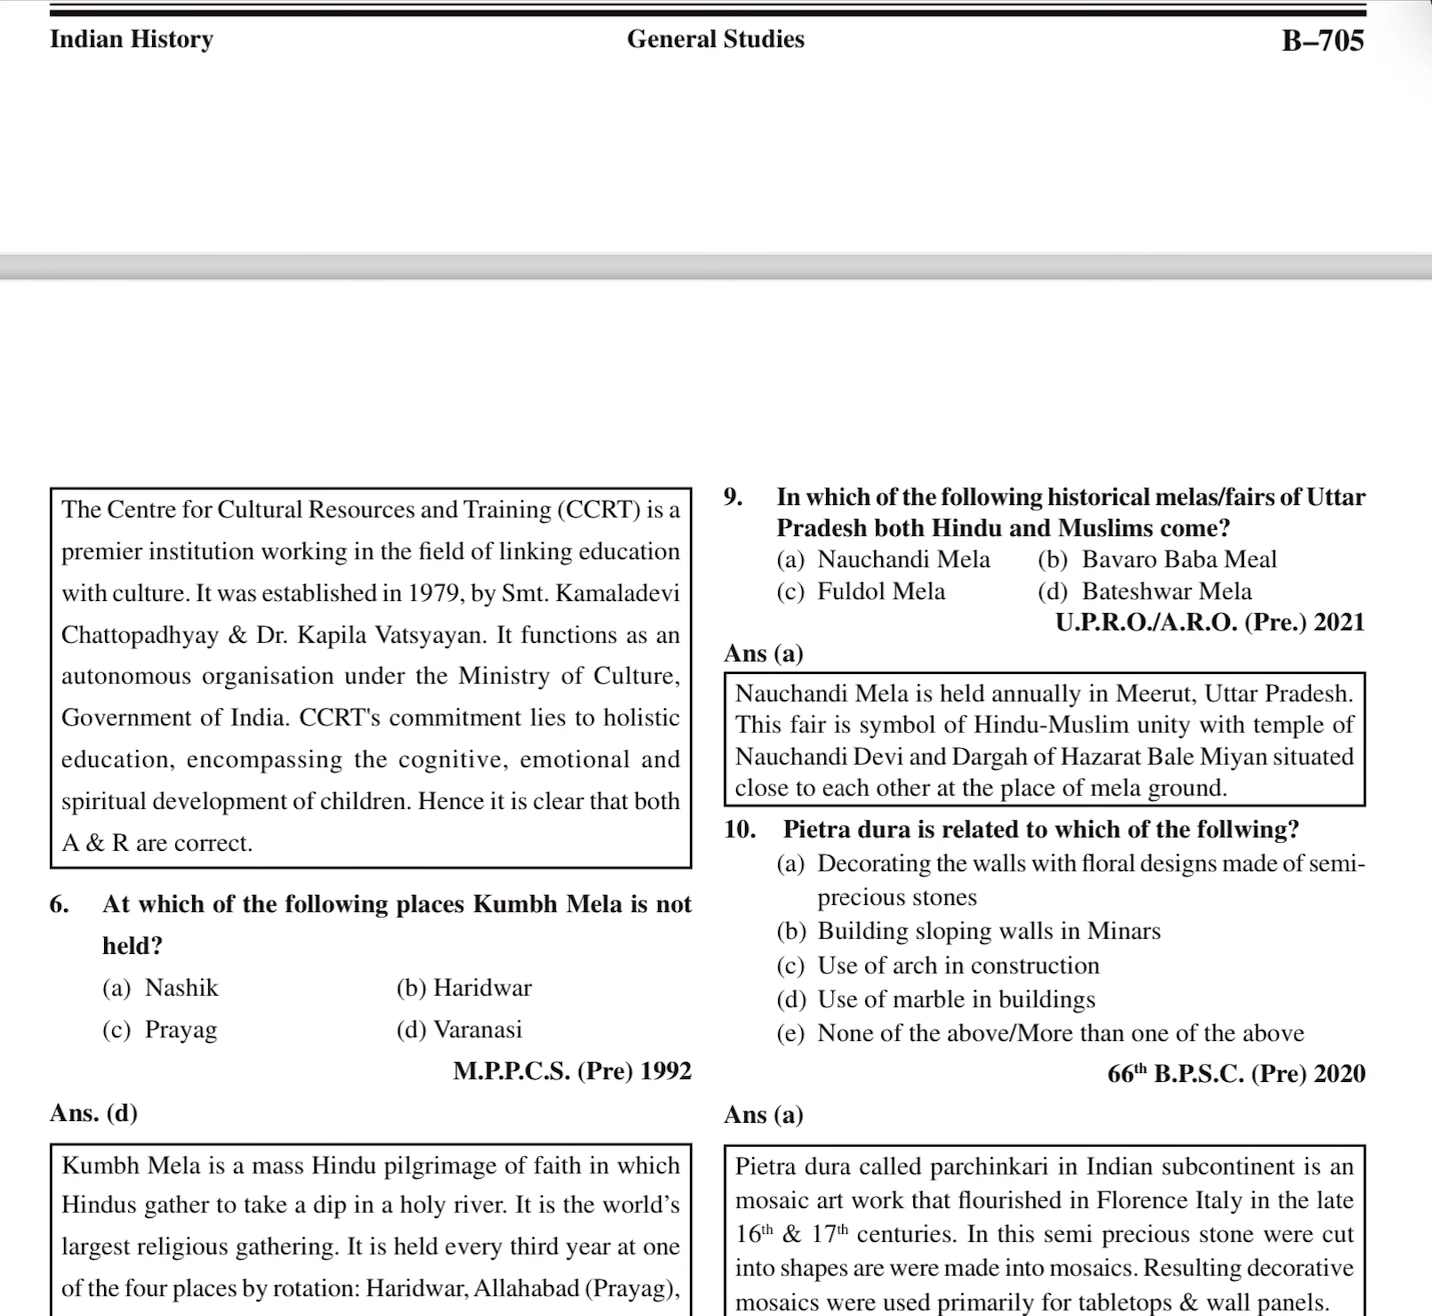 Indian History General Studies B–705
The Centre for Cultural Resources and Training (CCRT) is a
premier institution working in the field of linking education
with culture. It was established in 1979, by Smt. Kamaladevi
Chattopadhyay & Dr. Kapila Vatsyayan. It functions as an
autonomous organisation under the Ministry of Culture,
Government of India. CCRT's commitment lies to holistic
education, encompassing the cognitive, emotional and
spiritual development of children. Hence it is clear that both
A & R are correct.
6. At which of the following places Kumbh Mela is not
held?
(a) Nashik (b) Haridwar
(c) Prayag (d) Varanasi
M.P.P.C.S. (Pre) 1992
Ans. (d)
Kumbh Mela is a mass Hindu pilgrimage of faith in which
Hindus gather to take a dip in a holy river. It is the world’s
largest religious gathering. It is held every third year at one
of the four places by rotation: Haridwar, Allahabad (Prayag),
9. In which of the following historical melas/fairs of Uttar
Pradesh both Hindu and Muslims come?
(a) Nauchandi Mela (b) Bavaro Baba Meal
(c) Fuldol Mela (d) Bateshwar Mela
U.P.R.O./A.R.O. (Pre.) 2021
Ans (a)
Nauchandi Mela is held annually in Meerut, Uttar Pradesh.
This fair is symbol of Hindu-Muslim unity with temple of
Nauchandi Devi and Dargah of Hazarat Bale Miyan situated
close to each other at the place of mela ground.
10. Pietra dura is related to which of the follwing?
(a) Decorating the walls with floral designs made of semi-
precious stones
(b) Building sloping walls in Minars
(c) Use of arch in construction
(d) Use of marble in buildings
(e) None of the above/More than one of the above
66th B.P.S.C. (Pre) 2020
Ans (a)
Pietra dura called parchinkari in Indian subcontinent is an
mosaic art work that flourished in Florence Italy in the late
16th & 17th centuries. In this semi precious stone were cut
into shapes are were made into mosaics. Resulting decorative
mosaics were used primarily for tabletops & wall panels.